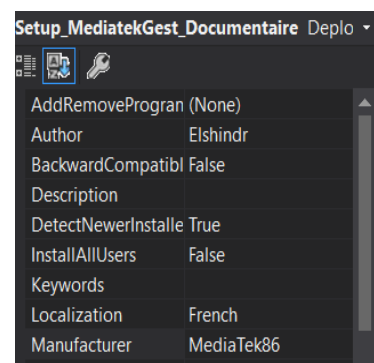 Setup_MediatekGest_Documentaire Deplo
AddRemoveProgran (None)
Author Elshindr
BackwardCompatibl False
Description
DetectNewerInstalle True
InstallAllUsers False
Keywords
Localization French
Manufacturer MediaTek86